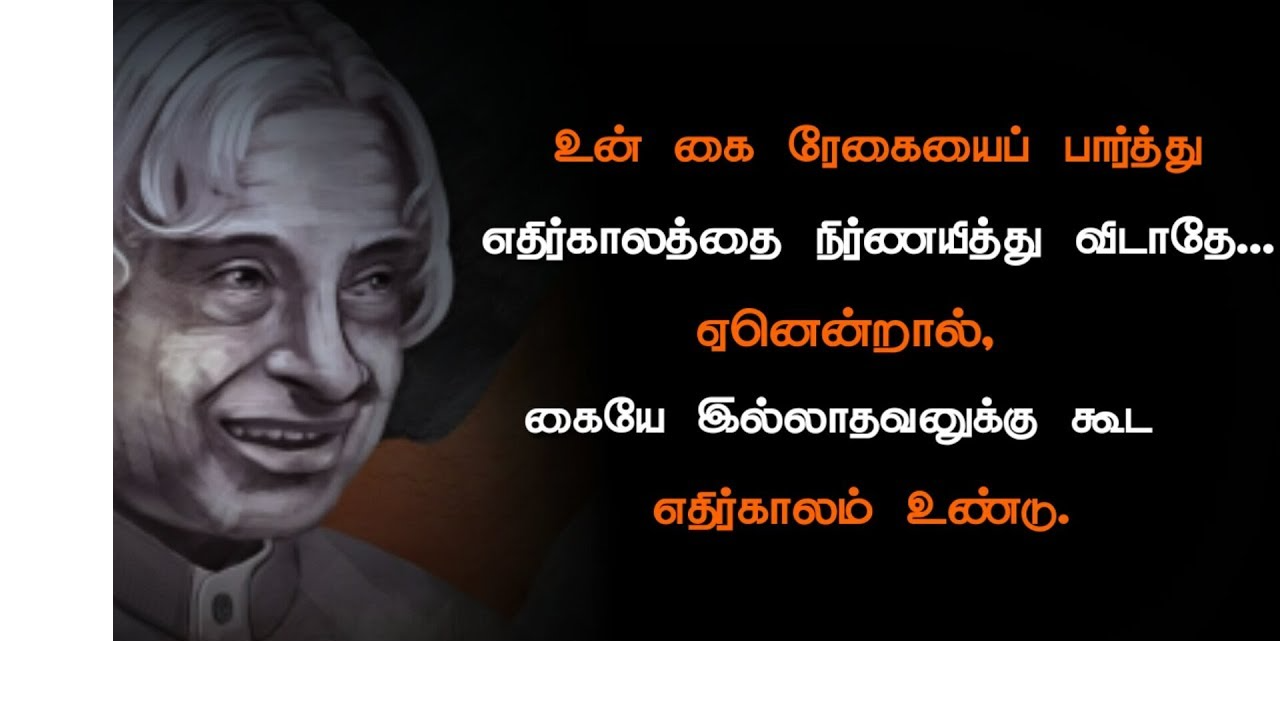 உன் கை ரேகையைப் பார்த்து
எதிர்காலத்தை நிர்ணயித்து விடாதே...
ஏனென்றால்,
கையே இல்லாதவனுக்கு கூட
எதிர்காலம் உண்டு.